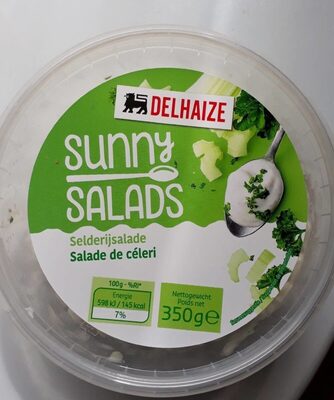 DELHAIZE
sunny
SALADS
Selderijsalade
Salade de céleri
100g - %RI*
Energie
598 kJ / 145 kcal
7%
Nettogewicht
Poids net
350g e